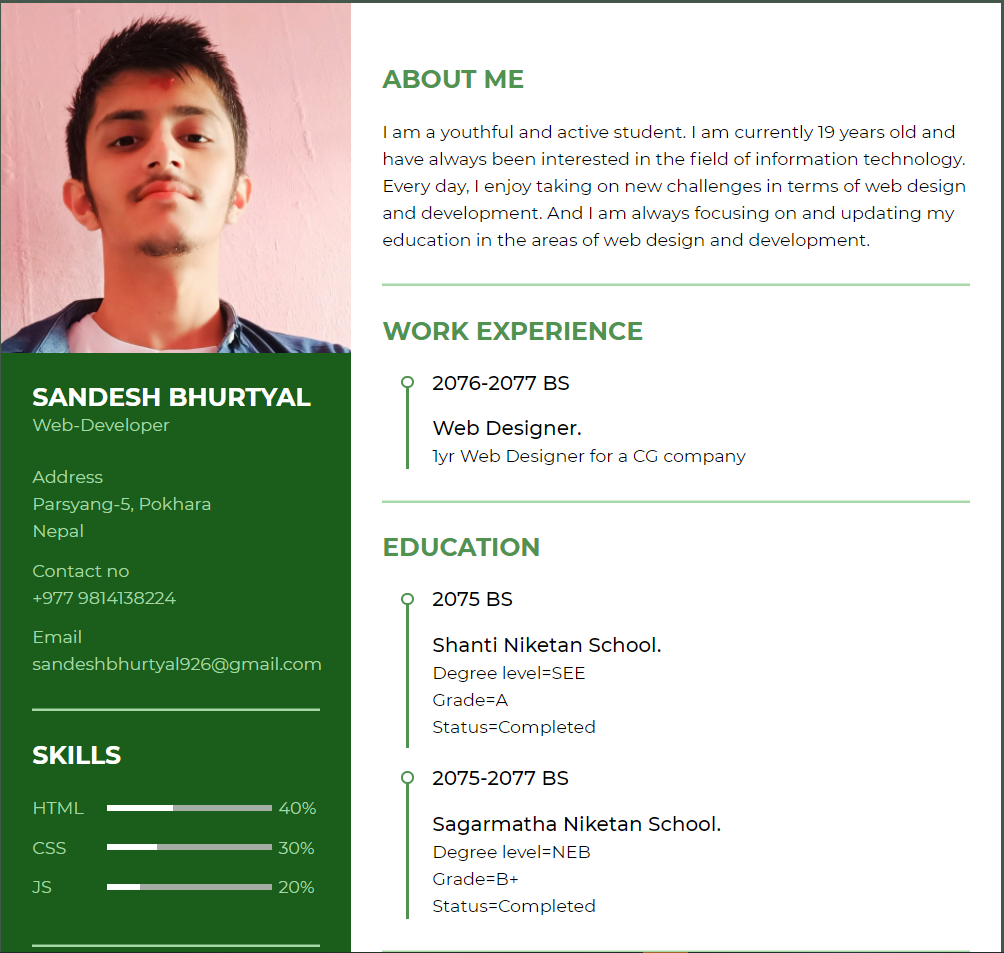 SANDESH BHURTYAL
Web-Developer
Address
Parsyang-5, Pokhara
Nepal
Contact no
+977 9814138224
Email
sandeshbhurtyal926@gmail.com
SKILLS
HTML 40%
CSS 30%
JS 20%
ABOUT ME
I am a youthful and active student. I am currently 19 years old and
have always been interested in the field of information technology.
Every day, I enjoy taking on new challenges in terms of web design
and development. And I am always focusing on and updating my
education in the areas of web design and development.
WORK EXPERIENCE
2076-2077 BS
Web Designer.
1yr Web Designer for a CG company
EDUCATION
2075 BS
Shanti Niketan School.
Degree level=SEE
Grade=A
Status=Completed
2075-2077 BS
Sagarmatha Niketan School.
Degree level=NEB
Grade=B+
Status=Completed